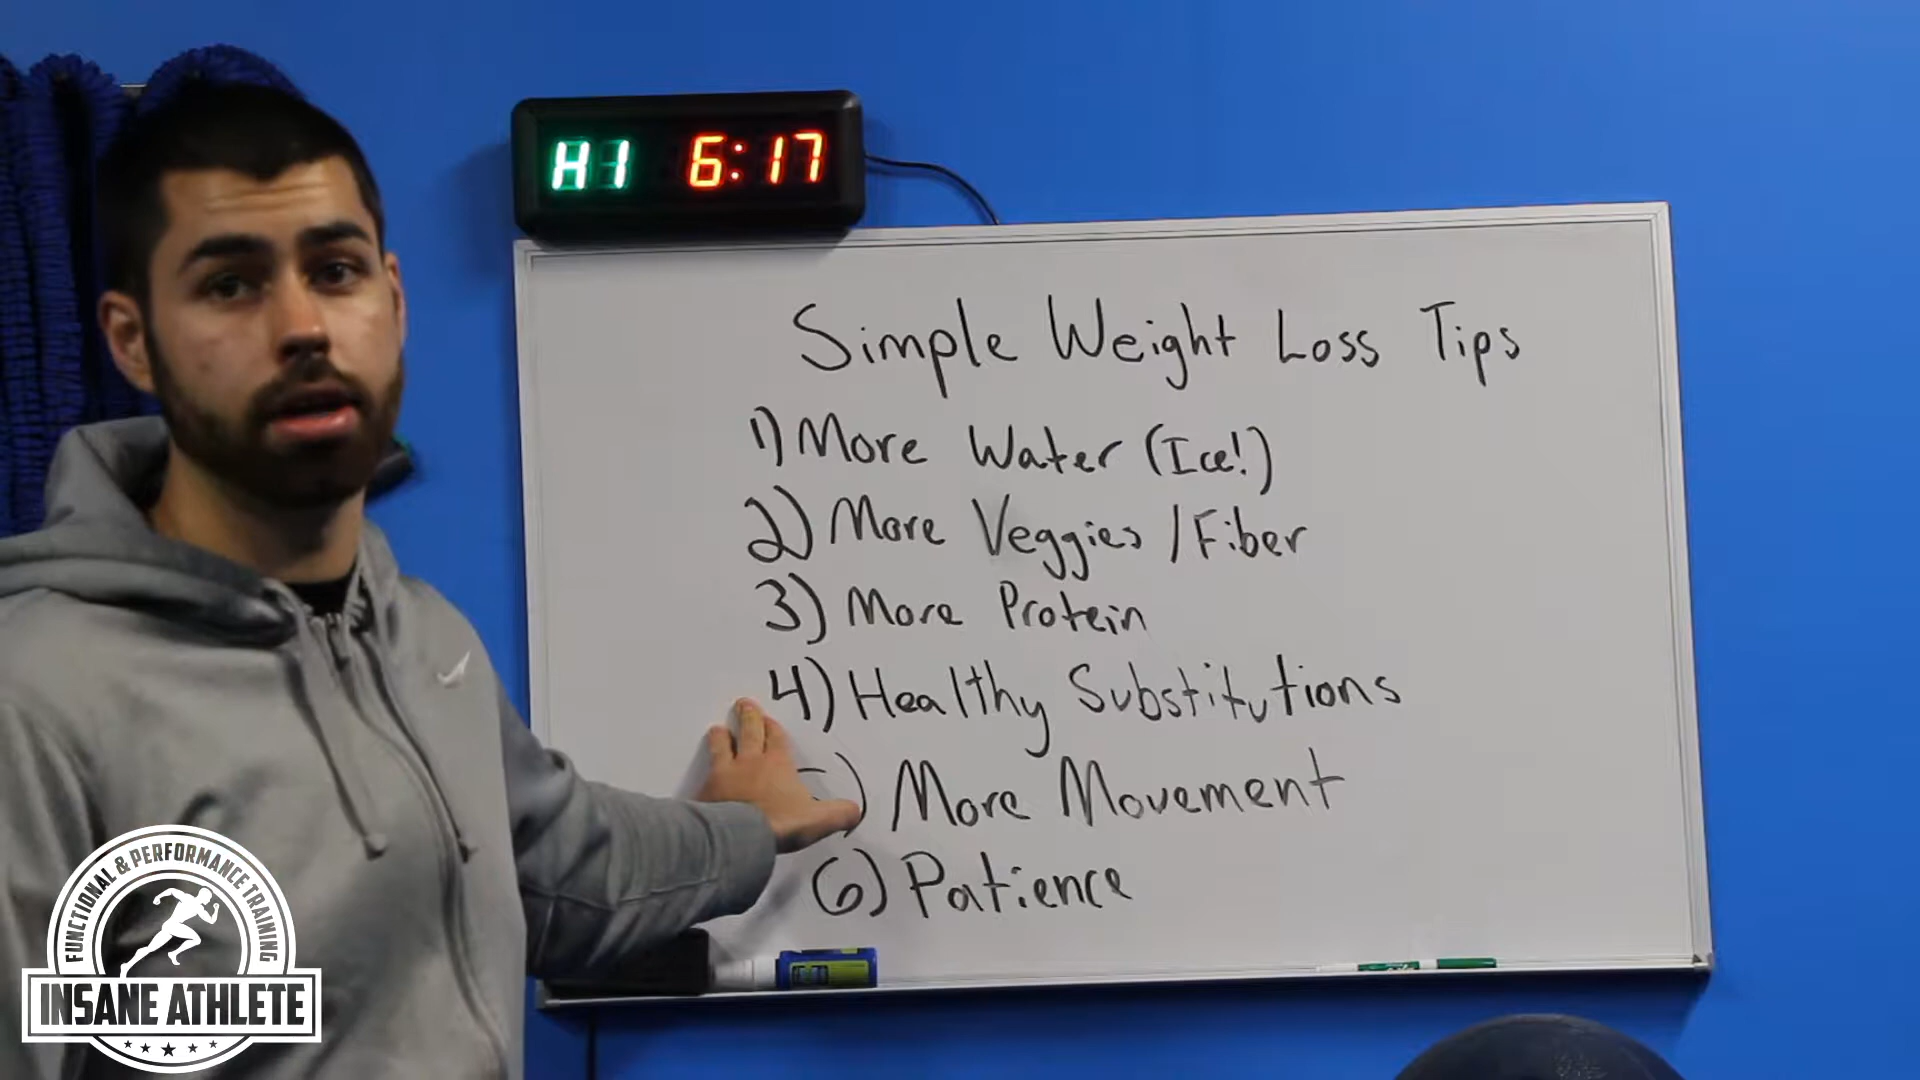 H1 6:17
Simple Weight Loss Tips
1) More Water (Ice!)
2) More Veggies / Fiber
3) More Protein
4) Healthy Substitutions
5) More Movement
6) Patience
FUNCTIONAL & PERFORMANCE TRAINING
INSANE ATHLETE